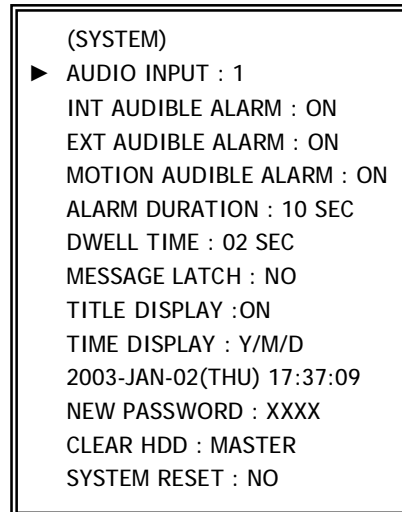 (SYSTEM)
► AUDIO INPUT : 1
INT AUDIBLE ALARM : ON
EXT AUDIBLE ALARM : ON
MOTION AUDIBLE ALARM : ON
ALARM DURATION : 10 SEC
DWELL TIME : 02 SEC
MESSAGE LATCH : NO
TITLE DISPLAY :ON
TIME DISPLAY : Y/M/D
2003-JAN-02(THU) 17:37:09
NEW PASSWORD : XXXX
CLEAR HDD : MASTER
SYSTEM RESET : NO